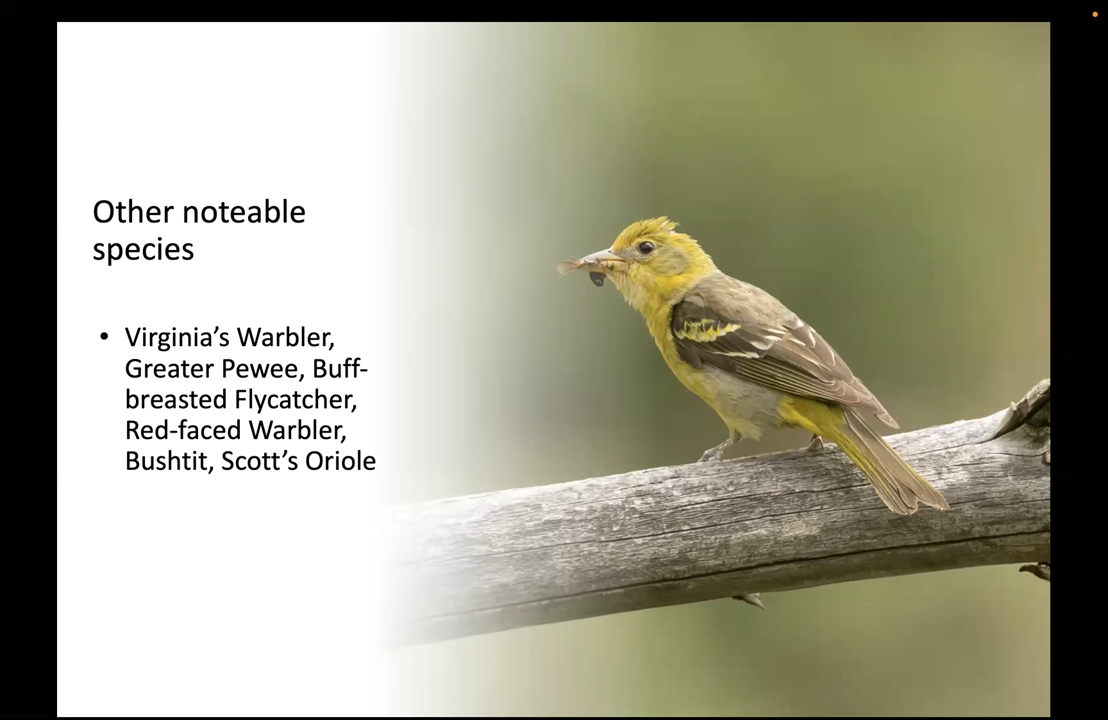 Other noteable
species
• Virginia’s Warbler,
Greater Pewee, Buff-
breasted Flycatcher,
Red-faced Warbler,
Bushtit, Scott’s Oriole